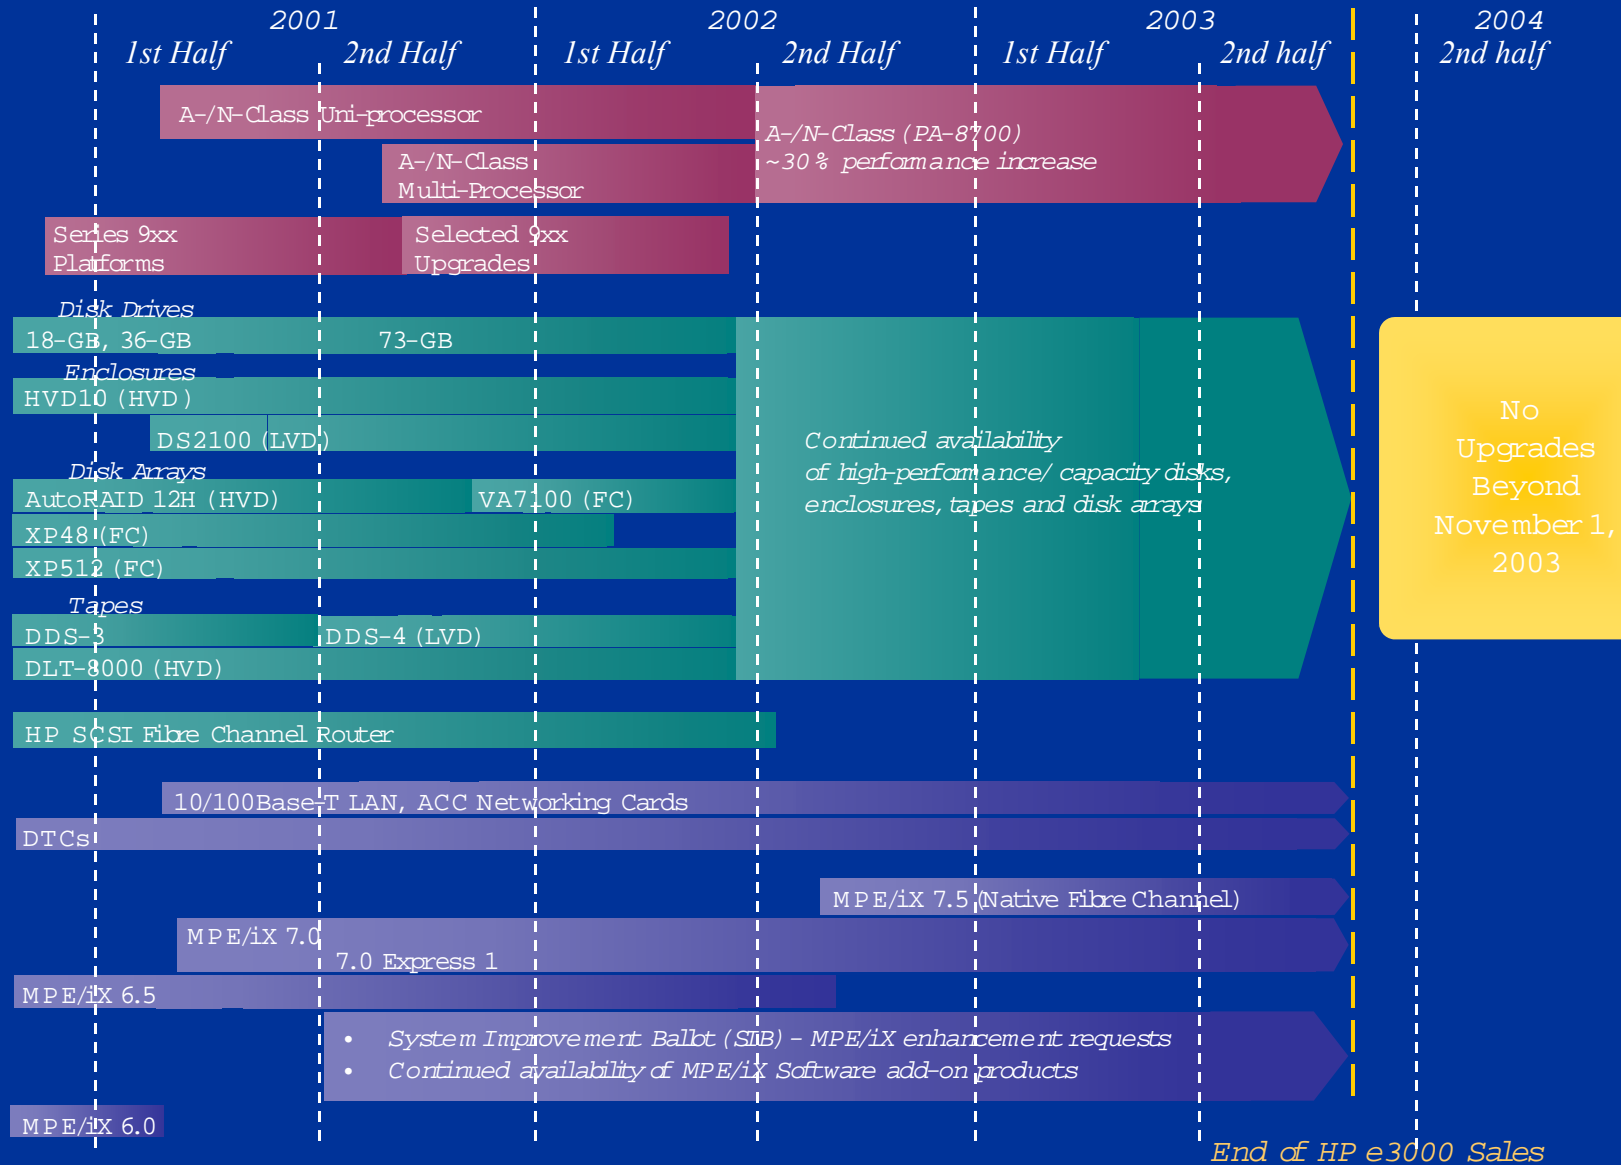 2001 2002 2003 2004
1st Half 2nd Half 1st Half 2nd Half 1st Half 2nd half 2nd half
A-/N-Class Uni-processor
A-/N-Class
Multi-Processor
A-/N-Class (PA-8700)
~30% performance increase
Series 9xx
Platforms
Selected 9xx
Upgrades
Disk Drives
18-GB, 36-GB 73-GB
Enclosures
HVD10 (HVD)
DS2100 (LVD)
Disk Arrays
AutoRAID 12H (HVD) VA7100 (FC)
XP48 (FC)
XP512 (FC)
Tapes
DDS-3 DDS-4 (LVD)
DLT-8000 (HVD)
Continued availability
of high-performance/ capacity disks,
enclosures, tapes and disk arrays
No
Upgrades
Beyond
November 1,
2003
HP SCSI Fibre Channel Router
10/100Base-T LAN, ACC Networking Cards
DTCs
MPE/iX 7.5 (Native Fibre Channel)
MPE/iX 7.0
7.0 Express 1
MPE/iX 6.5
• System Improvement Ballot (SIB) - MPE/iX enhancement requests
• Continued availability of MPE/iX Software add-on products
MPE/iX 6.0
End of HP e3000 Sales